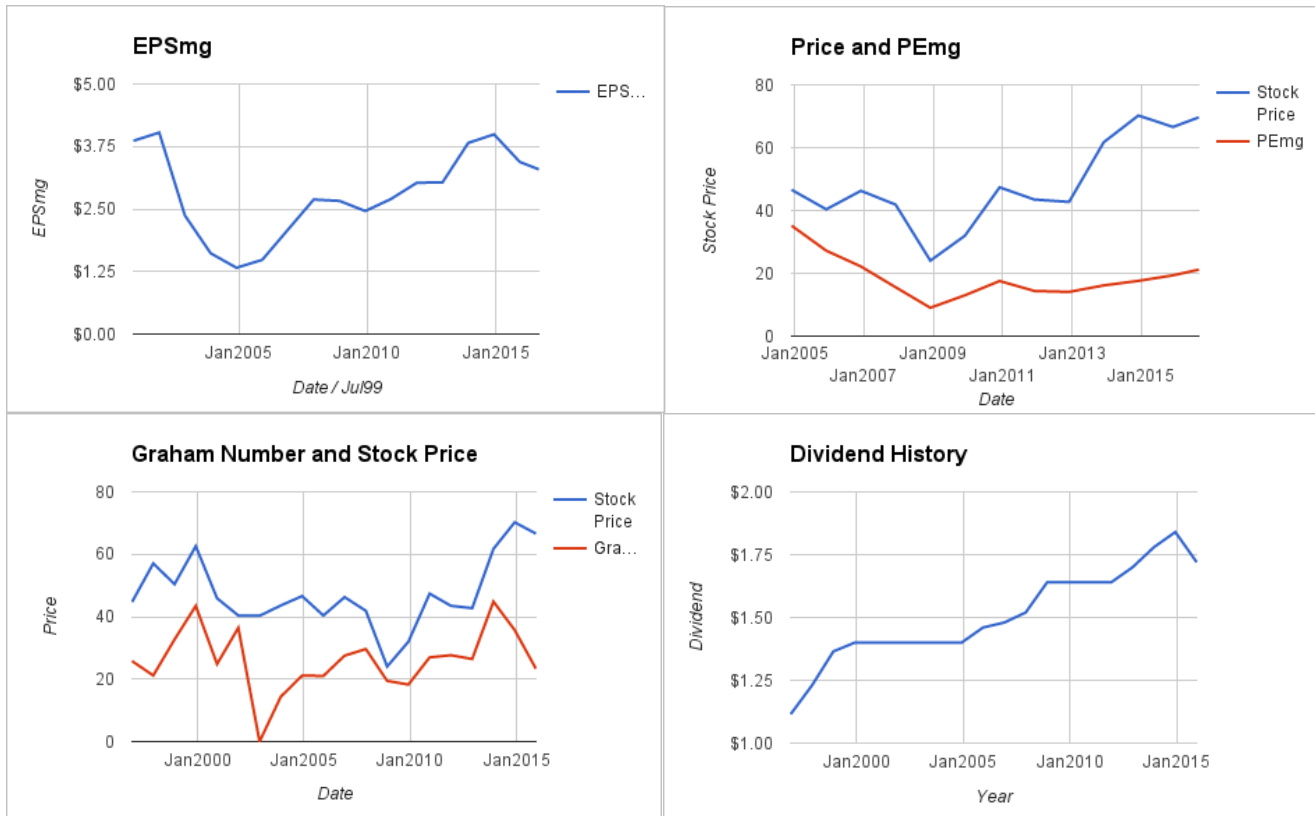 EPSmg
$5.00
$3.75
$2.50
$1.25
$0.00
EPSmg
Jan2005
Jan2010
Jan2015
Date / Jul99
EPS...
Price and PEmg
80
60
40
20
0
Stock Price
Jan2005
Jan2009
Jan2013
Jan2007
Jan2011
Jan2015
Date
Stock
Price
PEmg
Graham Number and Stock Price
80
60
40
20
0
Price
Jan2000
Jan2005
Jan2010
Jan2015
Date
Stock
Price
Gra...
Dividend History
$2.00
$1.75
$1.50
$1.25
$1.00
Dividend
Jan2000
Jan2005
Jan2010
Jan2015
Year